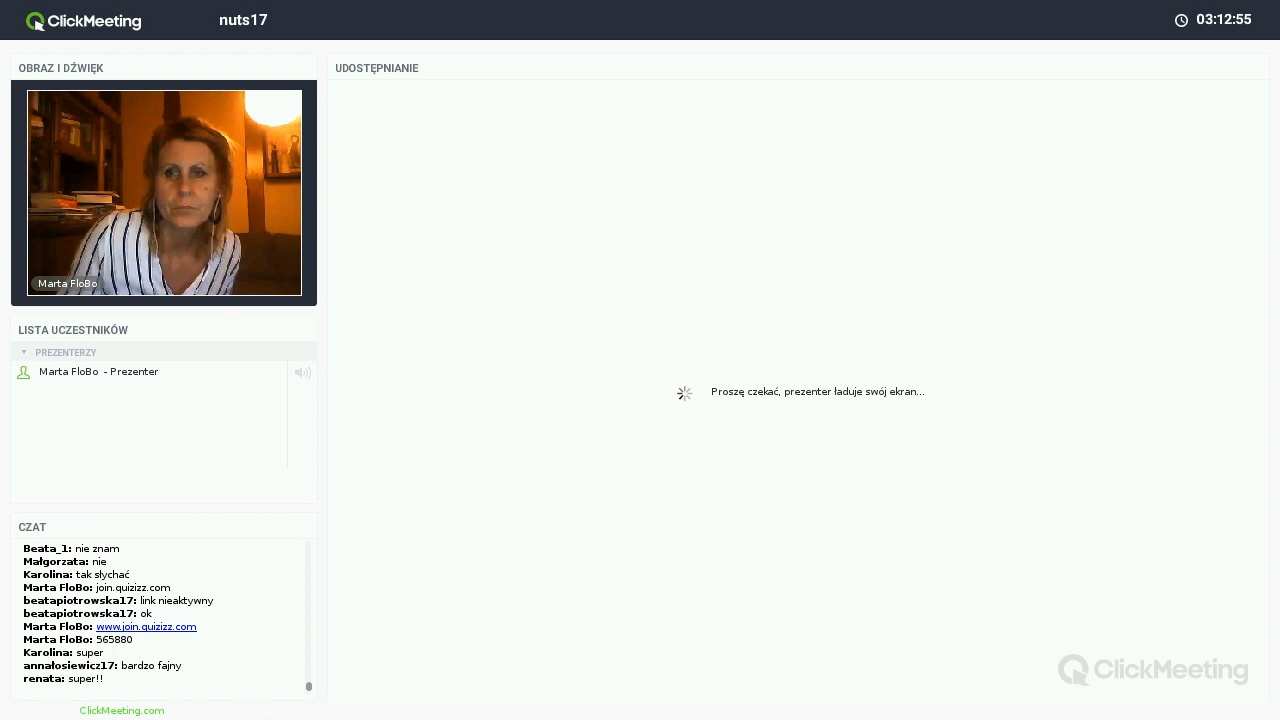 ClickMeeting
nuts17
03:12:55
OBRAZ I DŹWIĘK
Marta FloBo
LISTA UCZESTNIKÓW
PREZENTERZY
Marta FloBo - Prezenter
CZAT
Beata_1: nie znam
Małgorzata: nie
Karolina: tak słychać
Marta FloBo: join.quizizz.com
beatapiotrowska17: link nieaktywny
beatapiotrowska17: ok
Marta FloBo: www.join.quizizz.com
Marta FloBo: 565880
Karolina: super
annałosiewicz17: bardzo fajny
renata: super!!
ClickMeeting.com
UDOSTĘPNIANIE
Proszę czekać, prezenter ładuje swój ekran...
ClickMeeting